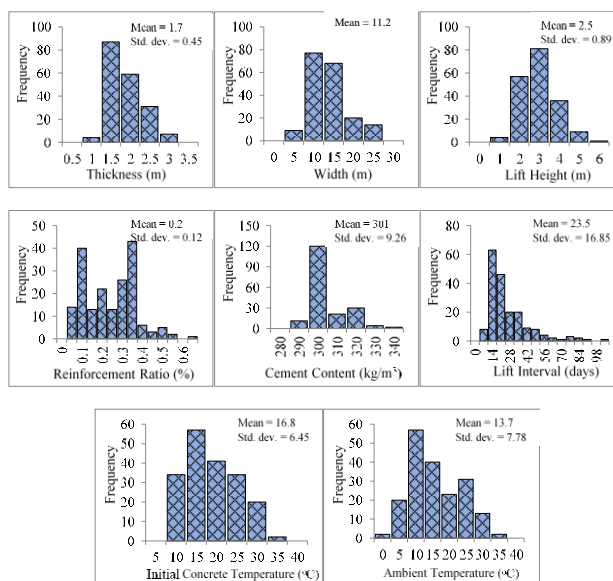 Mean = 1.7
Std. dev. = 0.45
Frequency
100
80
60
40
20
0
0.5 1 1.5 2 2.5 3 3.5
Thickness (m)
Mean = 11.2
Frequency
100
80
60
40
20
0
0 5 10 15 20 25 30
Width (m)
Mean = 2.5
Std. dev. = 0.89
Frequency
100
80
60
40
20
0
0 1 2 3 4 5 6
Lift Height (m)
Mean = 0.2
Std. dev. = 0.12
Frequency
50
40
30
20
10
0
0 0.1 0.2 0.3 0.4 0.5 0.6
Reinforcement Ratio (%)
Mean = 301
Std. dev. = 9.26
Frequency
150
120
90
60
30
0
280 290 300 310 320 330 340
Cement Content (kg/m³)
Mean = 23.5
Std. dev. = 16.85
Frequency
80
60
40
20
0
0 14 28 42 56 70 84 98
Lift Interval (days)
Mean = 16.8
Std. dev. = 6.45
Frequency
60
50
40
30
20
10
0
5 10 15 20 25 30 35 40
Initial Concrete Temperature (ºC)
Mean = 13.7
Std. dev. = 7.78
Frequency
60
50
40
30
20
10
0
0 5 10 15 20 25 30 35 40
Ambient Temperature (ºC)